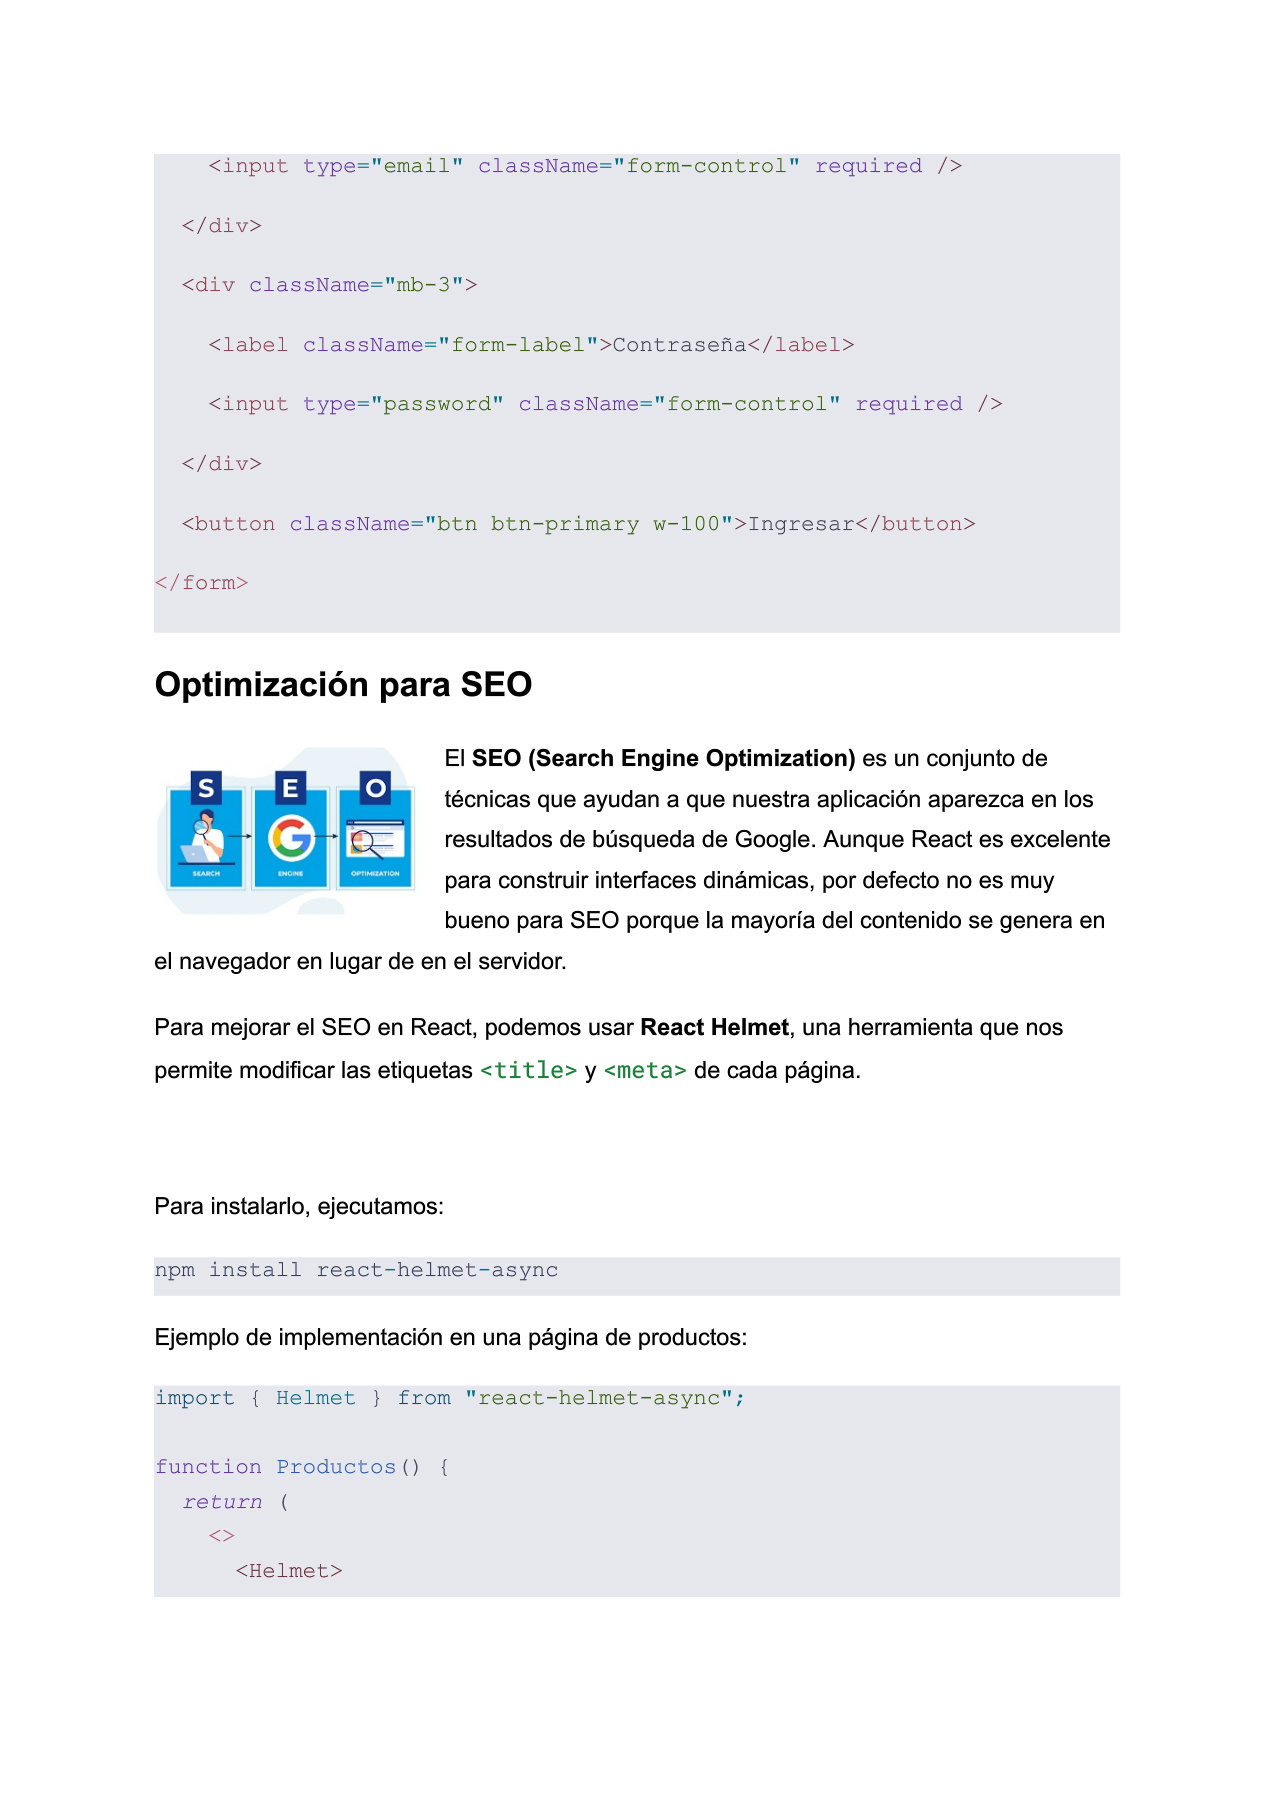 <input type="email" className="form-control" required />
  </div>
  <div className="mb-3">
    <label className="form-label">Contraseña</label>
    <input type="password" className="form-control" required />
  </div>
  <button className="btn btn-primary w-100">Ingresar</button>
</form>
Optimización para SEO
S E O
SEARCH ENGINE OPTIMIZATION
El SEO (Search Engine Optimization) es un conjunto de
técnicas que ayudan a que nuestra aplicación aparezca en los
resultados de búsqueda de Google. Aunque React es excelente
para construir interfaces dinámicas, por defecto no es muy
bueno para SEO porque la mayoría del contenido se genera en
el navegador en lugar de en el servidor.
Para mejorar el SEO en React, podemos usar React Helmet, una herramienta que nos
permite modificar las etiquetas <title> y <meta> de cada página.
Para instalarlo, ejecutamos:
npm install react-helmet-async
Ejemplo de implementación en una página de productos:
import { Helmet } from "react-helmet-async";
function Productos() {
  return (
    <>
      <Helmet>